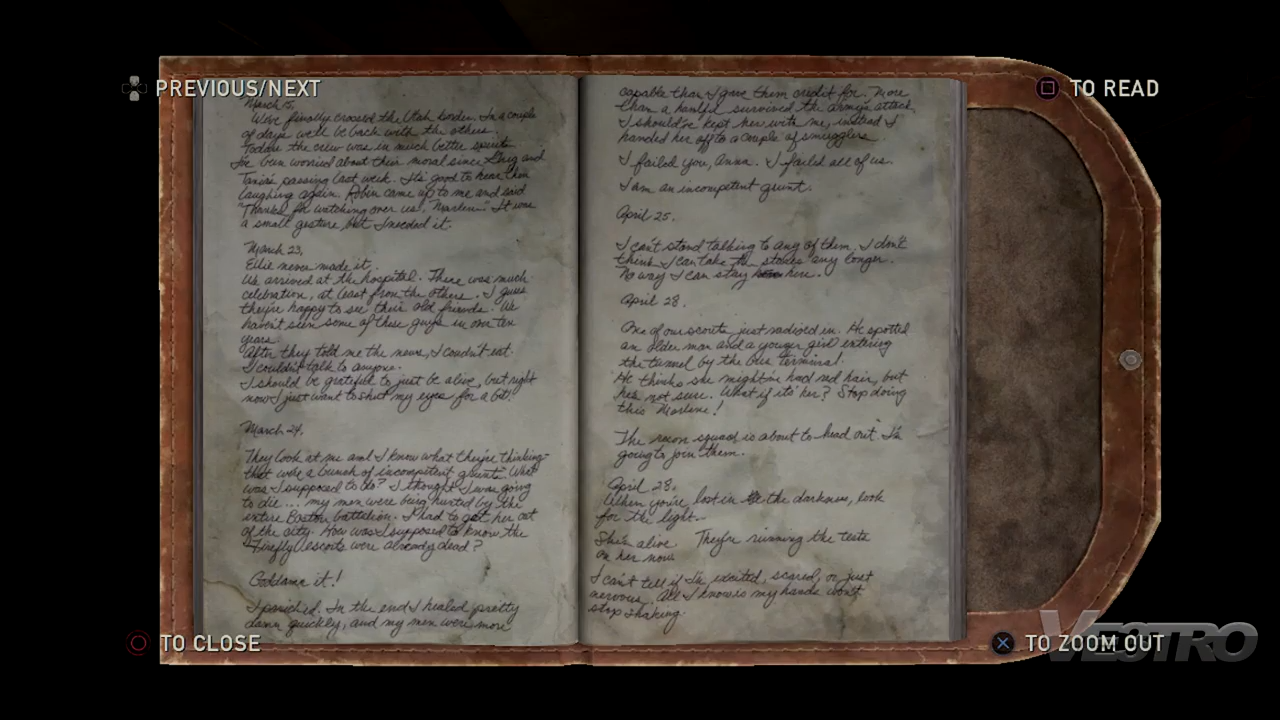 PREVIOUS/NEXT
TO READ
March 15,
We've finally crossed the Utah border. In a couple
of days we'll be back with the others.
Today the crew was in much better spirits.
I've been worried about their moral since Greg and
Tania's passing last week. It's good to hear them
laughing again. Robin came up to me and said
"Thanks for watching over us, Marlene." It was
a small gesture but I needed it.
March 23,
Ellie never made it.
We arrived at the hospital. There was much
celebration, at least from the others. I guess
they're happy to see their old friends. We
haven't seen some of these guys in over ten
years.
After they told me the news, I couldn't eat.
I couldn't talk to anyone.
I should be grateful to just be alive, but right
now I just want to shut my eyes for a bit.
March 24,
They look at me and I know what they're thinking-
that we're a bunch of incompetent grunts. What
was I supposed to do? I thought I was going
to die... my men were being hunted by the
entire Boston battalion. I had to get her out
of the city. How was I supposed to know the
Firefly escorts were already dead?
Goddamn it!
I panicked. In the end I healed pretty
damn quickly, and my men were more
capable than I gave them credit for. More
than a handful survived the army's attack.
I should've kept her with me, instead I
handed her off to a couple of smugglers.
I failed you, Anna. I failed all of us.
I am an incompetent grunt.
April 25.
I can't stand talking to any of them. I don't
think I can take the stares any longer.
No way I can stay here.
April 28.
One of our scouts just radioed in. He spotted
an older man and a younger girl entering
the tunnel by the bus terminal.
He thinks she might've had red hair, but
he's not sure. What if it's her? Stop doing
this Marlene!
The recon squad is about to head out. I'm
going to join them.
April 28.
When you're lost in the darkness, look
for the light...
She's alive. They're running the tests
on her now.
I can't tell if I'm excited, scared, or just
nervous. All I know is my hands won't
stop shaking.
TO CLOSE
TO ZOOM OUT
VESTRO